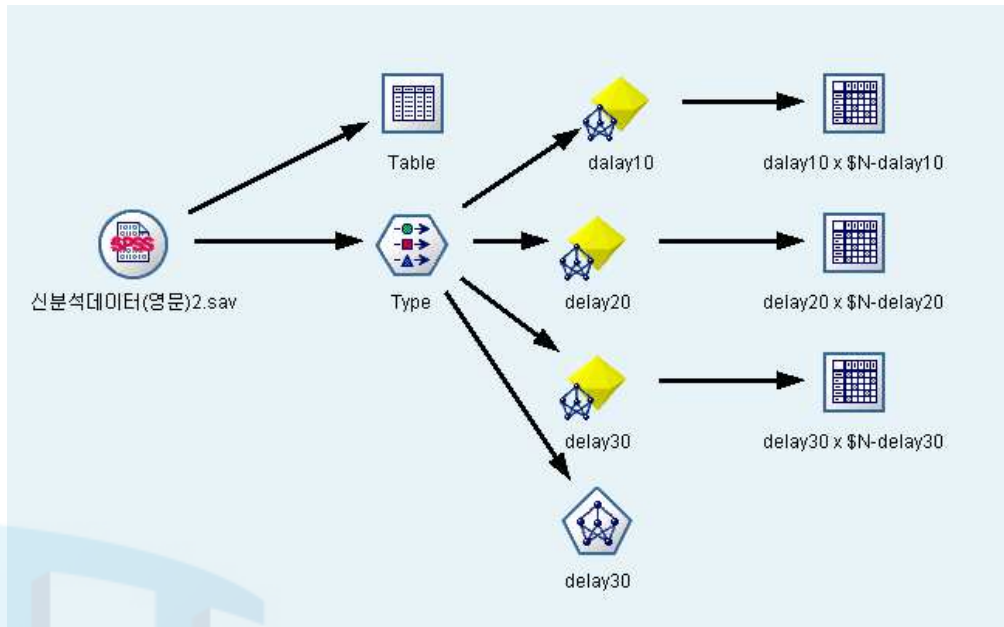 Table
dalay10
dalay10 x $N-dalay10
SPSS
신분석데이터(영문)2.sav
Type
delay20
delay20 x $N-delay20
delay30
delay30 x $N-delay30
delay30